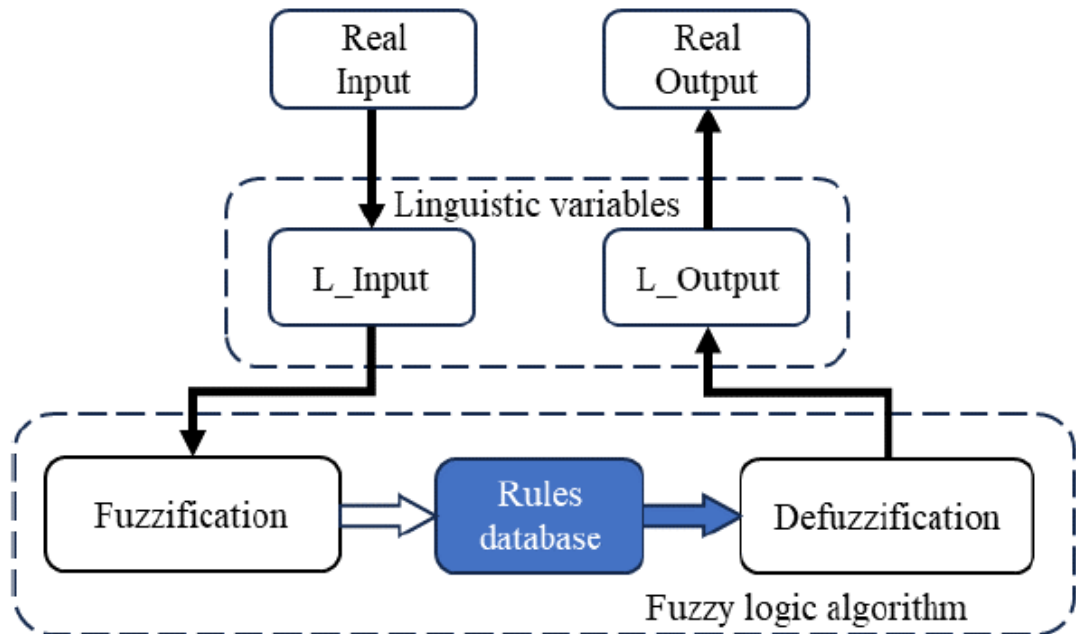 Real
Input
Real
Output
Linguistic variables
L_Input
L_Output
Fuzzification
Rules
database
Defuzzification
Fuzzy logic algorithm